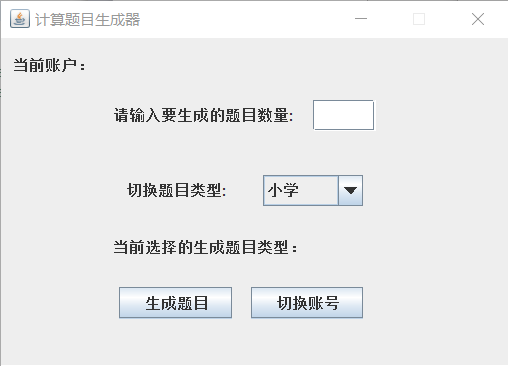 计算题目生成器
当前账户：
请输入要生成的题目数量:
切换题目类型:
小学
当前选择的生成题目类型：
生成题目
切换账号